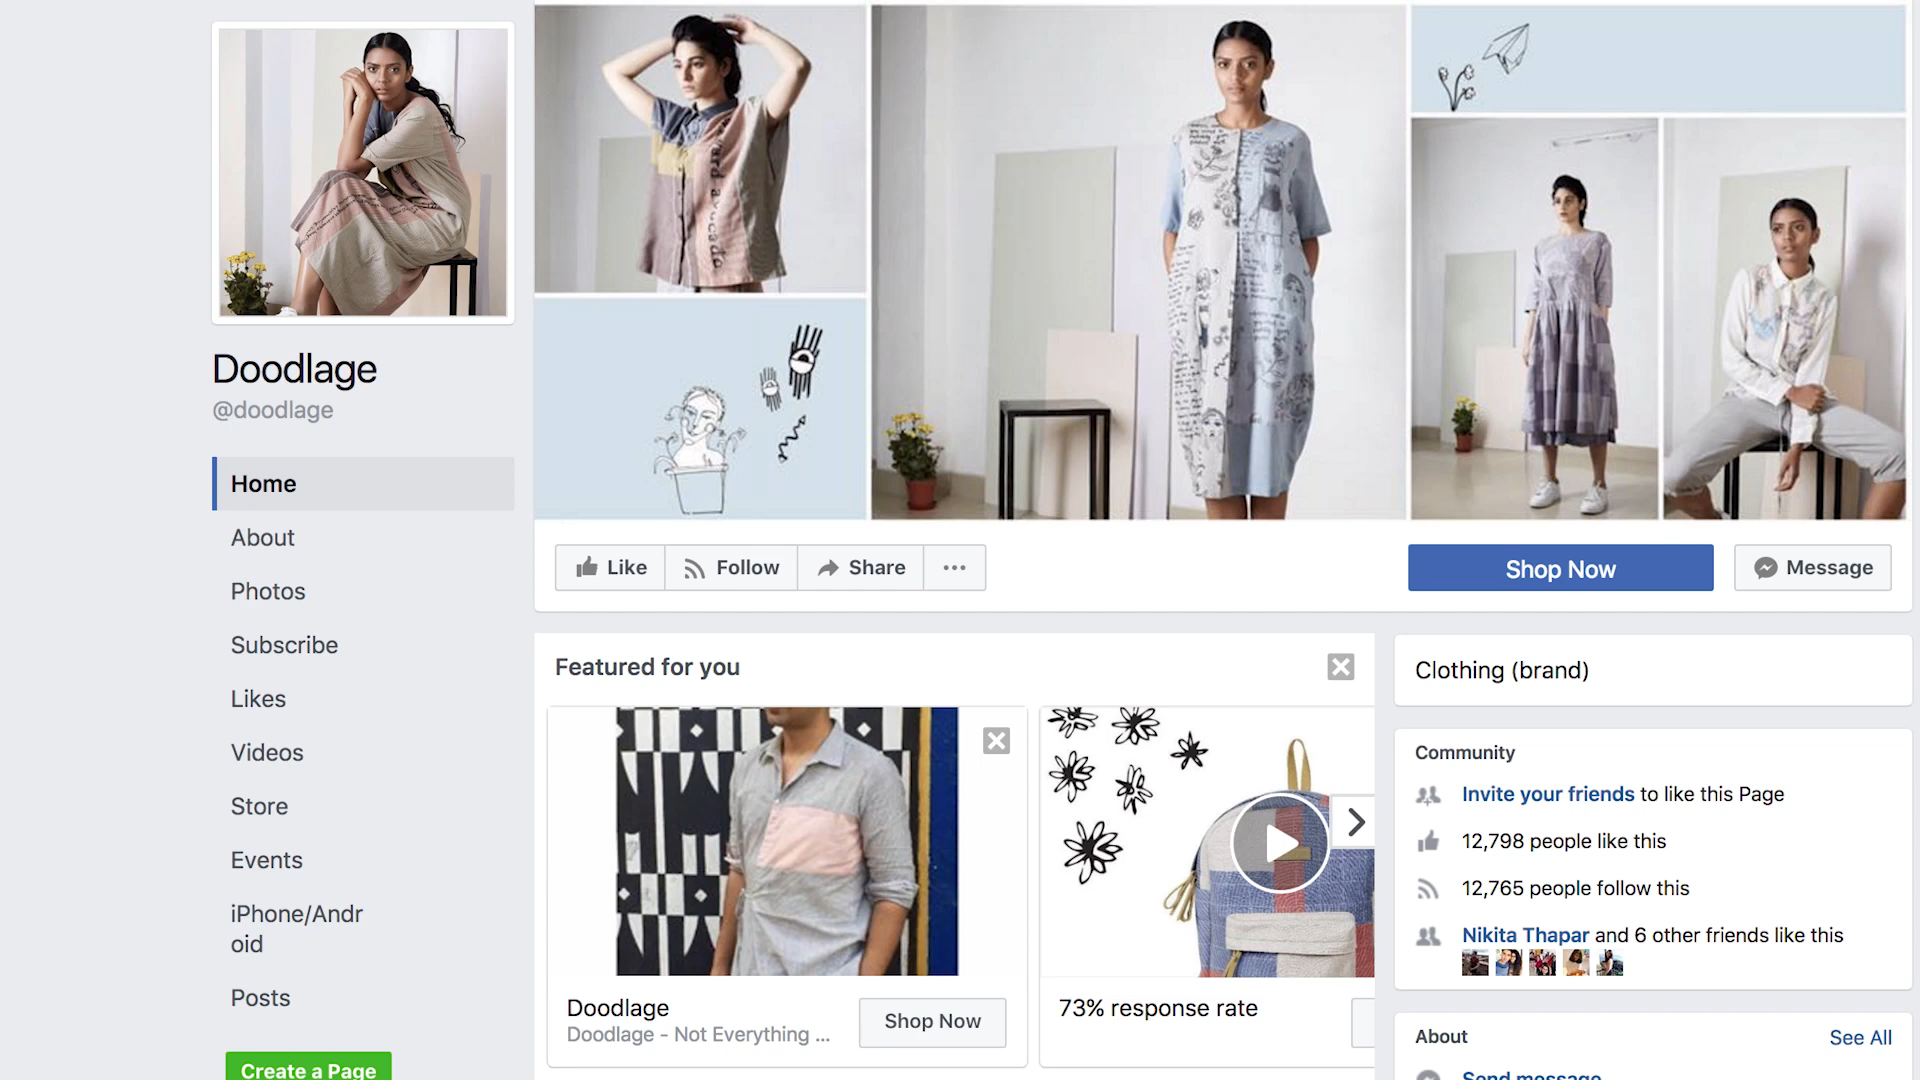 Doodlage
@doodlage
Home
About
Photos
Subscribe
Likes
Videos
Store
Events
iPhone/Andr
oid
Posts
Create a Page
Like
Follow
Share
Shop Now
Message
Featured for you
Doodlage
Doodlage - Not Everything ...
Shop Now
73% response rate
Clothing (brand)
Community
Invite your friends to like this Page
12,798 people like this
12,765 people follow this
Nikita Thapar and 6 other friends like this
About
See All
Send message